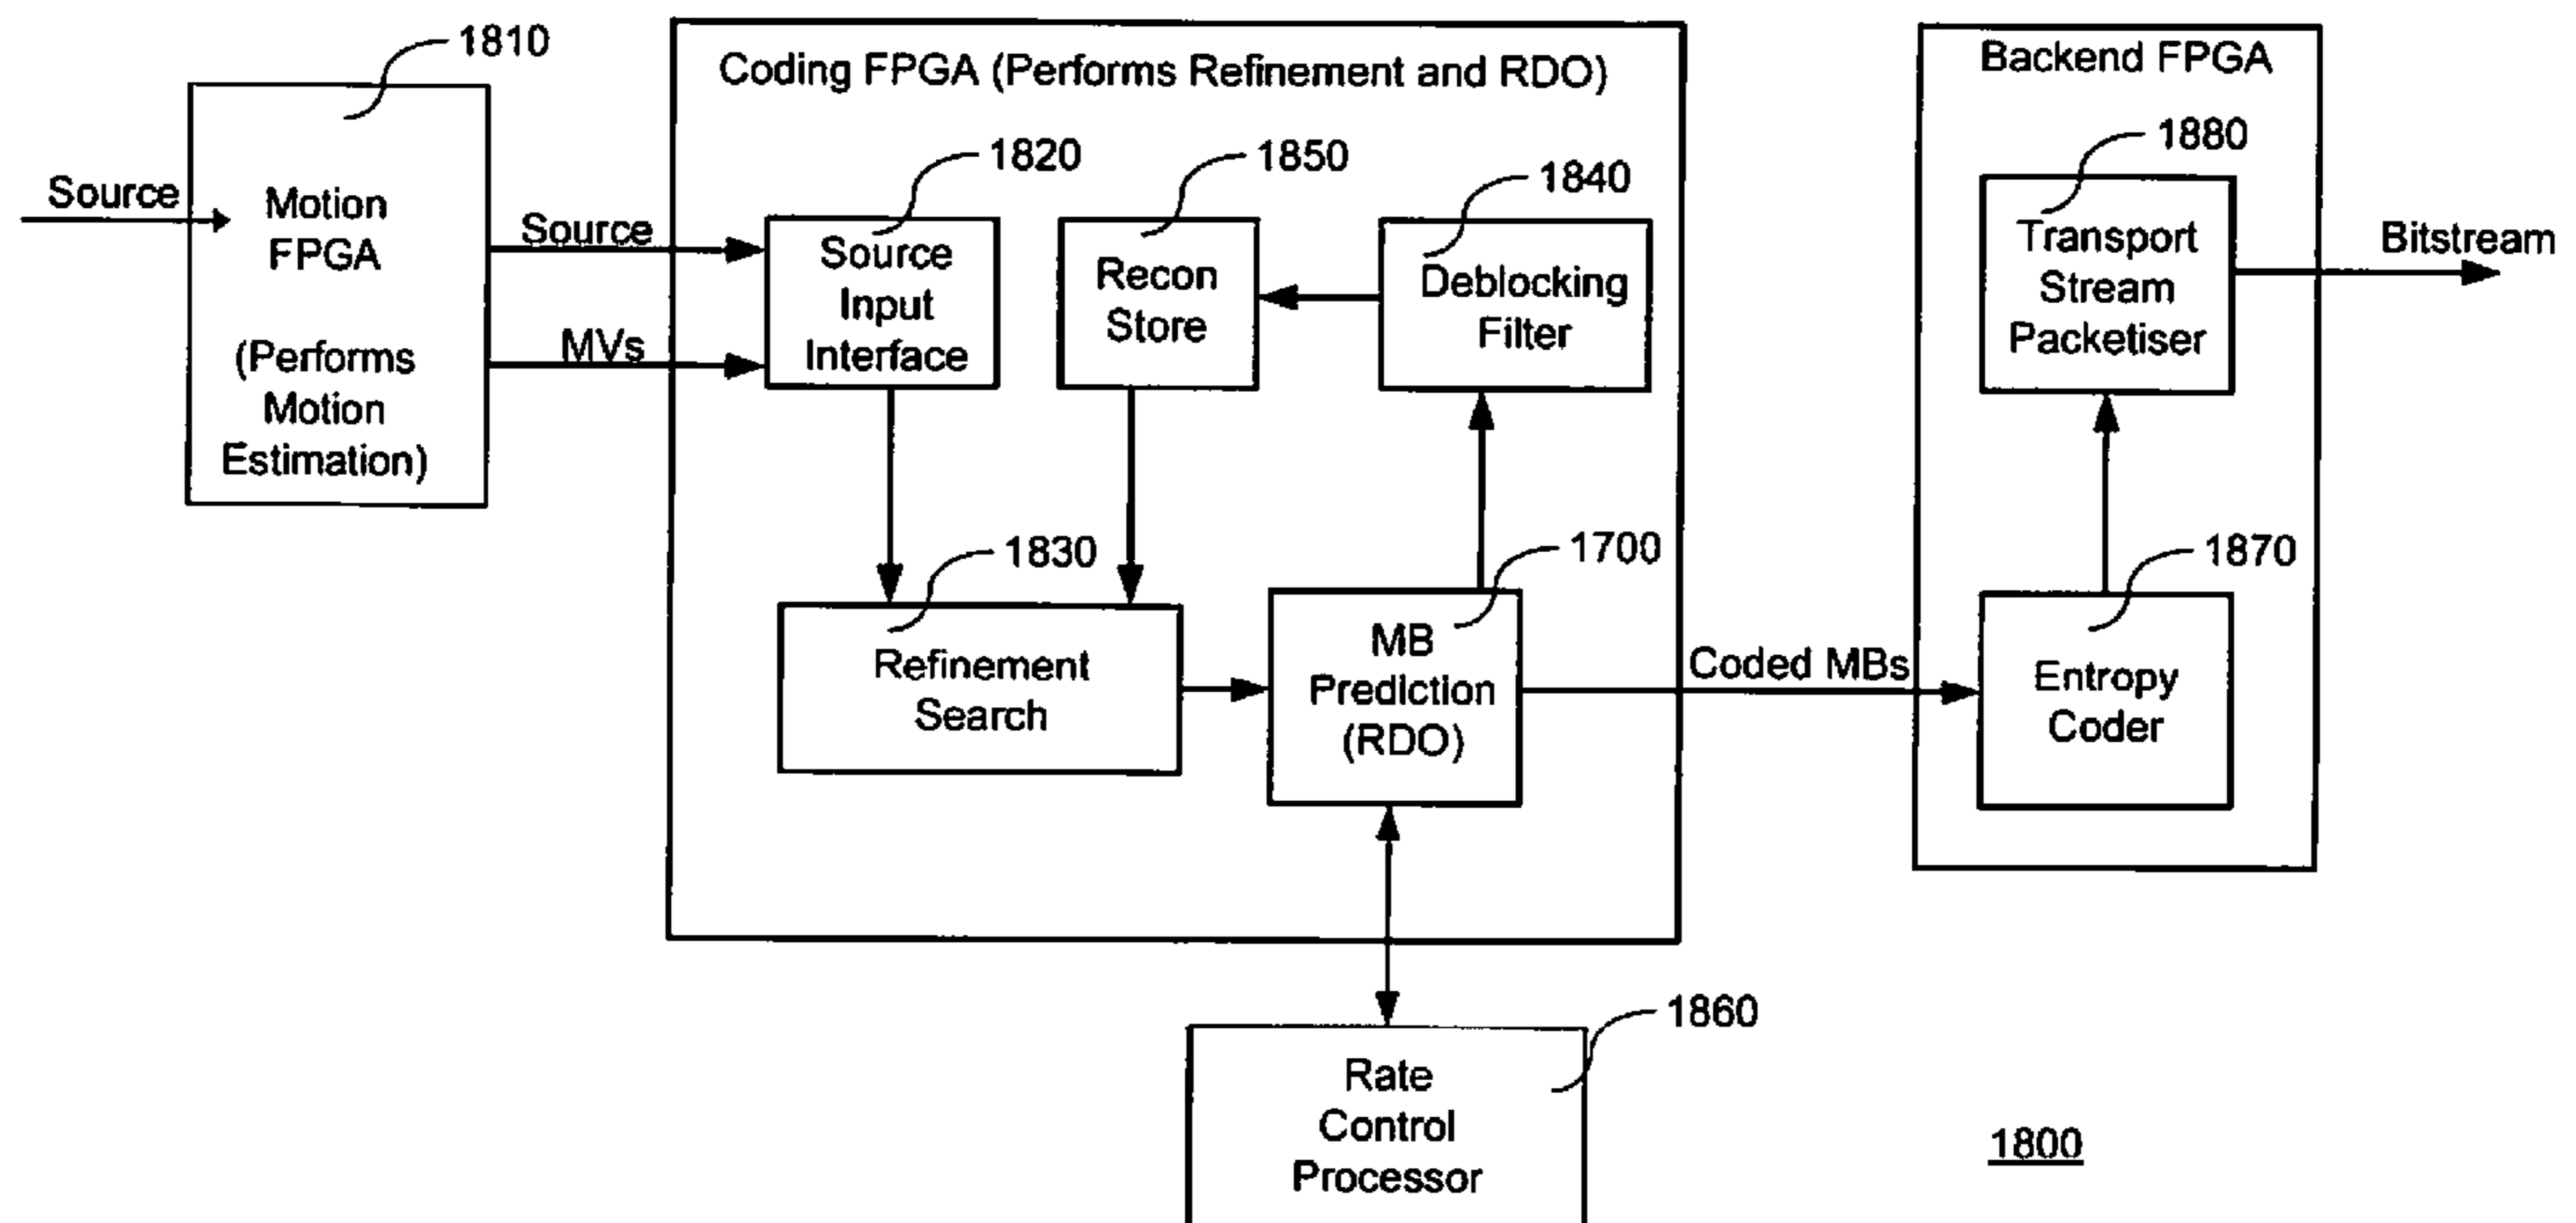 1810
Source
Motion
FPGA
(Performs
Motion
Estimation)
Source
MVs
Coding FPGA (Performs Refinement and RDO)
1820
Source
Input
Interface
1850
Recon
Store
1840
Deblocking
Filter
1830
Refinement
Search
1700
MB
Prediction
(RDO)
Coded MBs
Backend FPGA
1880
Transport
Stream
Packetiser
Bitstream
1870
Entropy
Coder
1860
Rate
Control
Processor
1800